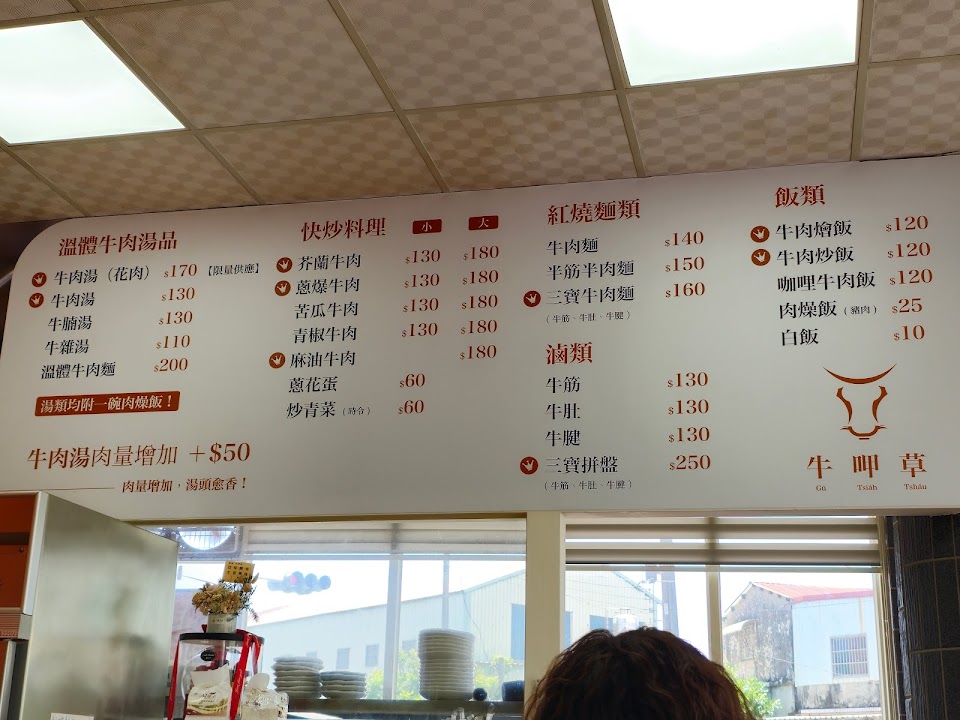 溫體牛肉湯品
牛肉湯（花肉） $170 【限量供應】
牛肉湯 $130
牛腩湯 $130
牛雜湯 $110
溫體牛肉麵 $200
湯類均附一碗肉燥飯！
牛肉湯肉量增加 +$50
肉量增加，湯頭愈香！
快炒料理 小 大
芥蘭牛肉 $130 $180
蔥爆牛肉 $130 $180
苦瓜牛肉 $130 $180
青椒牛肉 $130 $180
麻油牛肉 $180
蔥花蛋 $60
炒青菜（時令） $60
紅燒麵類
牛肉麵 $140
半筋半肉麵 $150
三寶牛肉麵 $160
（牛筋、牛肚、牛腱）
滷類
牛筋 $130
牛肚 $130
牛腱 $130
三寶拼盤 $250
（牛筋、牛肚、牛腱）
飯類
牛肉燴飯 $120
牛肉炒飯 $120
咖哩牛肉飯 $120
肉燥飯（豬肉） $25
白飯 $10
牛呷草
Gú Tsia̍h Tsháu